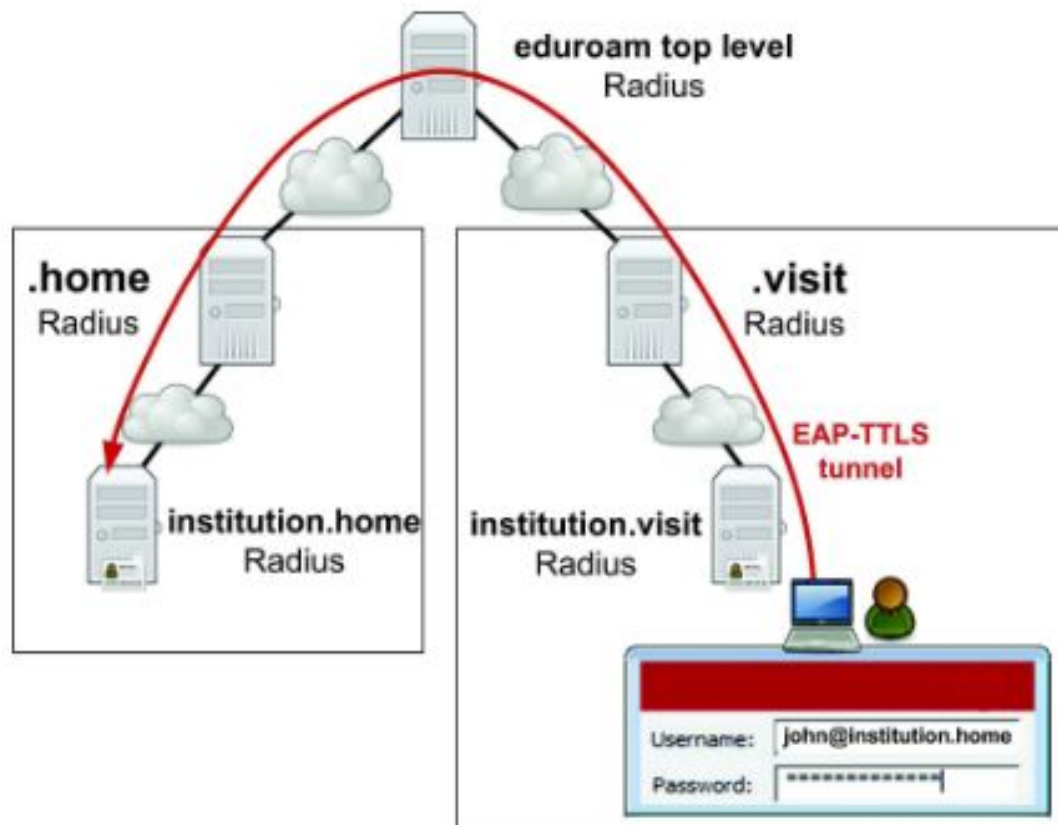 eduroam top level
Radius
.home
Radius
.visit
Radius
EAP-TTLS
tunnel
institution.home
Radius
institution.visit
Radius
Username: john@institution.home
Password: